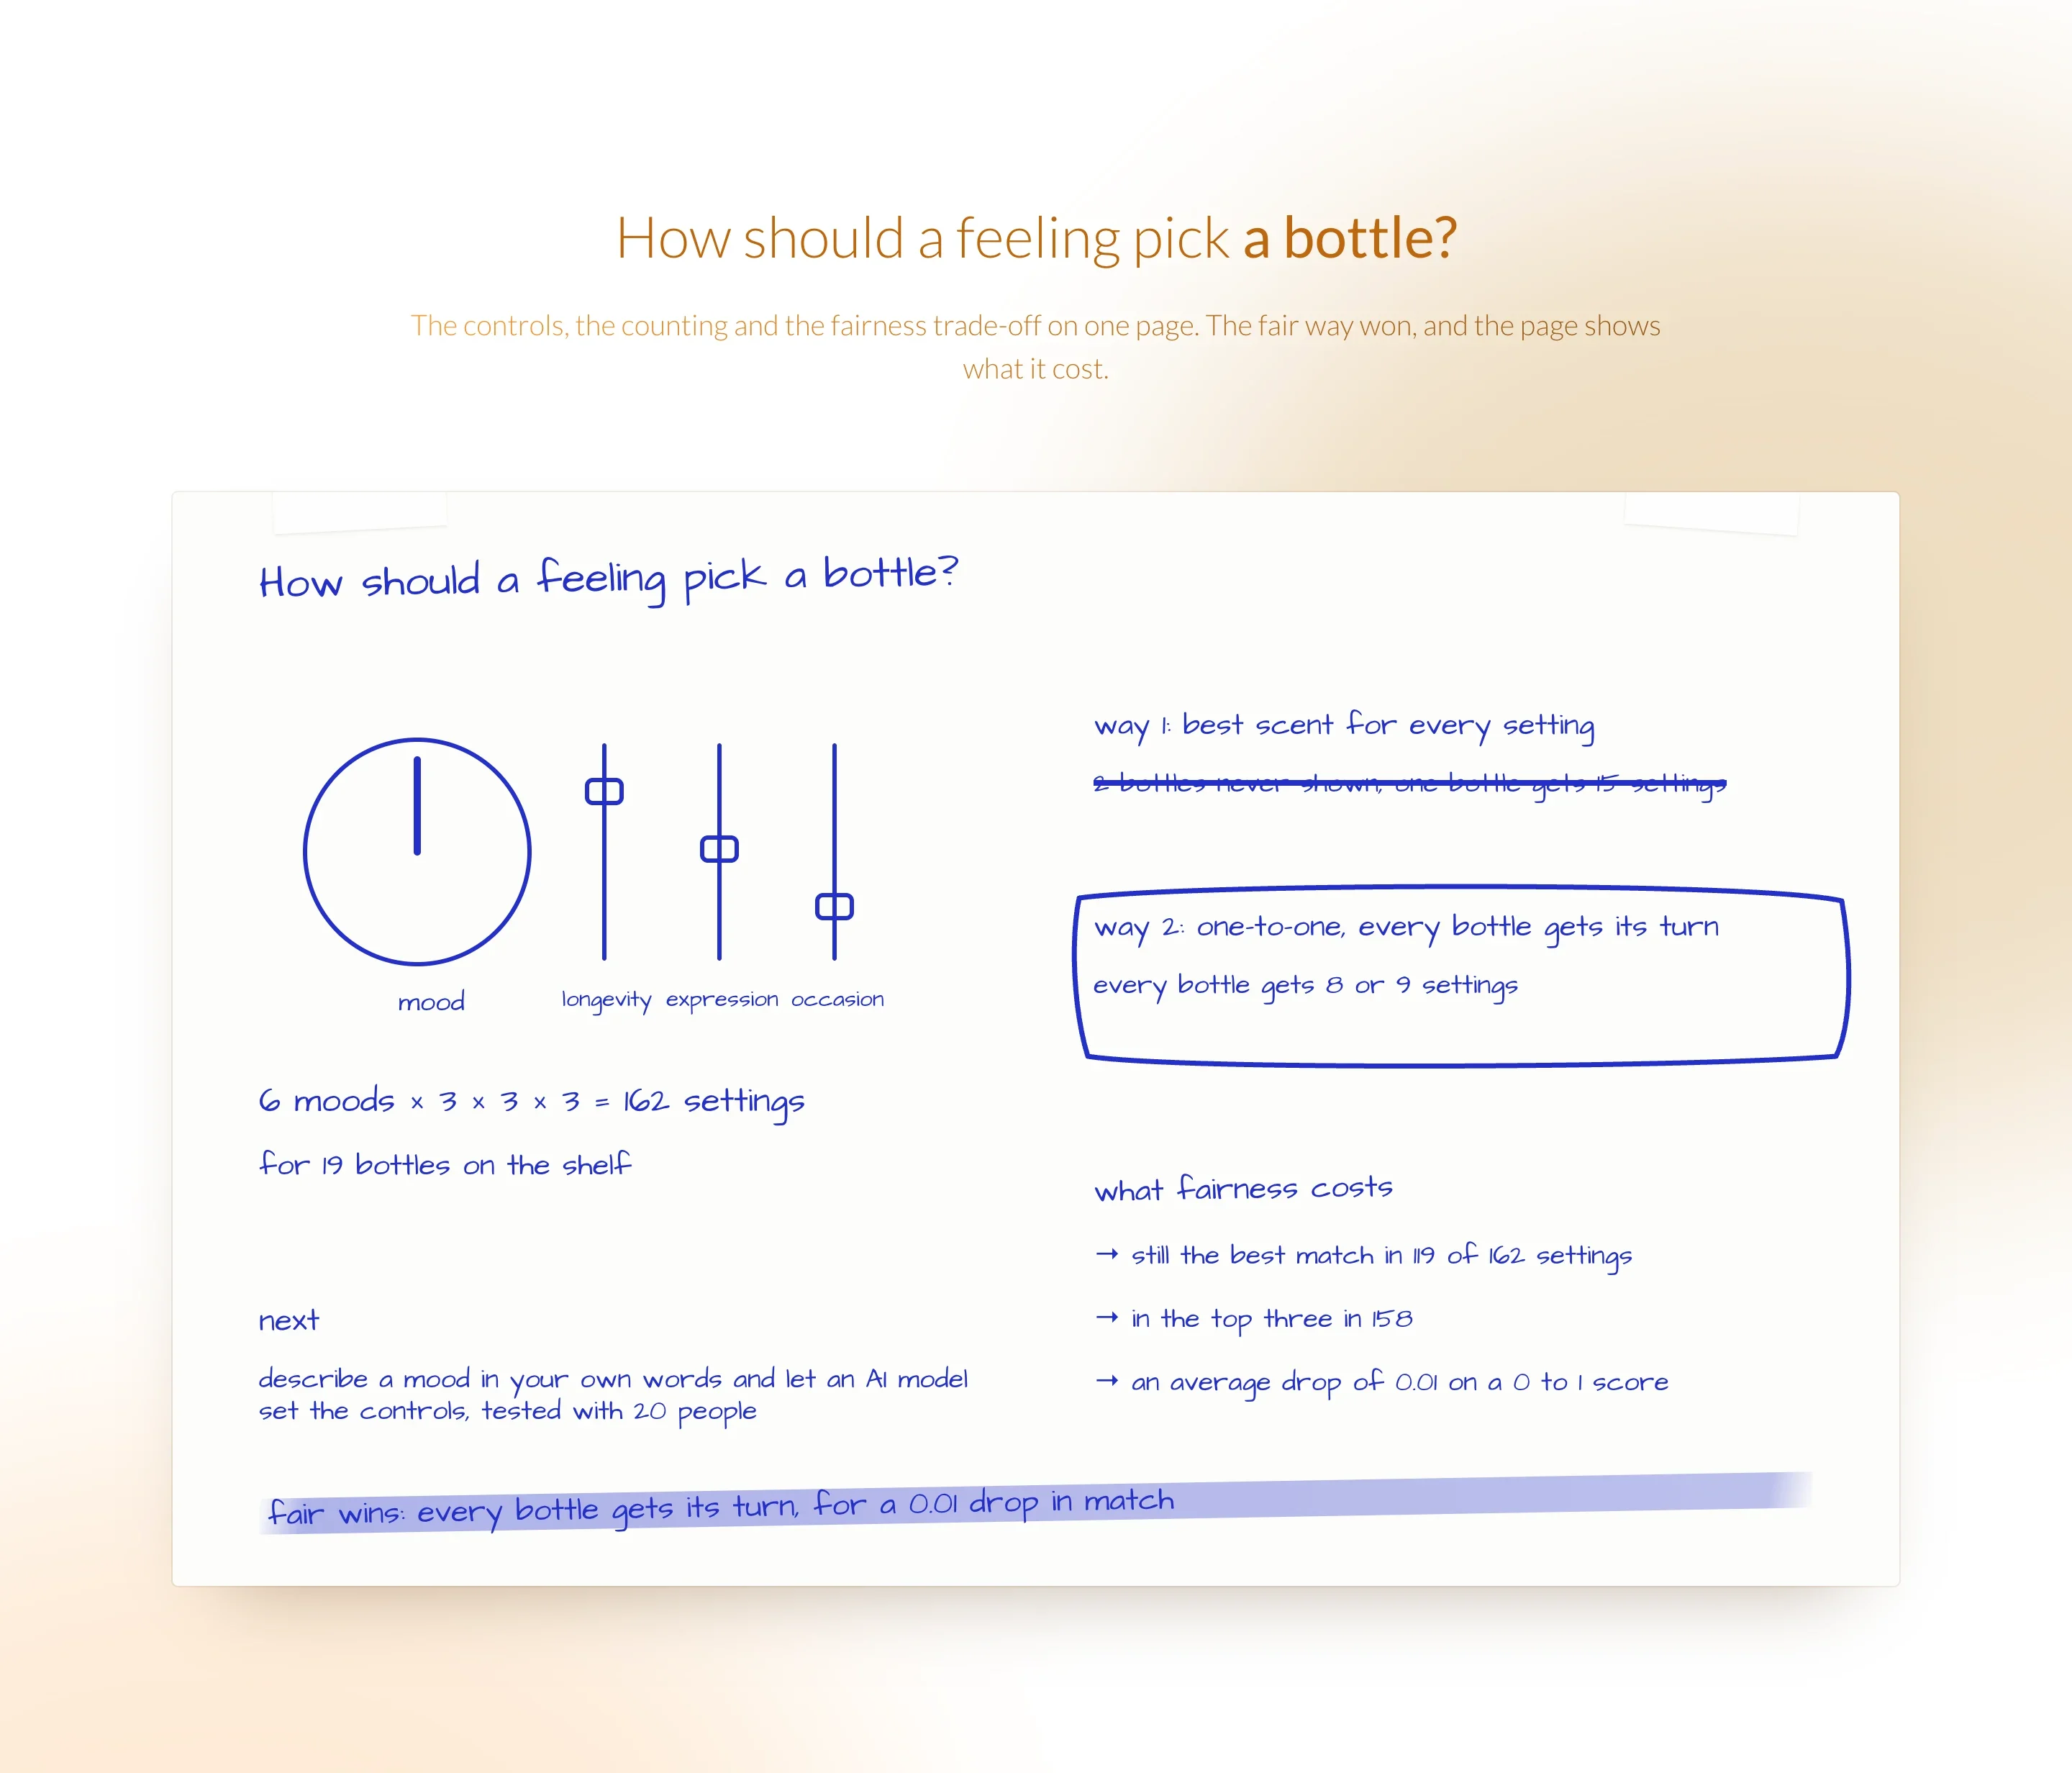 How should a feeling pick a bottle?
The controls, the counting and the fairness trade-off on one page. The fair way won, and the page shows
what it cost.
How should a feeling pick a bottle?
mood
longevity expression occasion
6 moods × 3 × 3 × 3 = 162 settings
for 19 bottles on the shelf
next
describe a mood in your own words and let an AI model
set the controls, tested with 20 people
way 1: best scent for every setting
2 bottles never shown, one bottle gets 15 settings
way 2: one-to-one, every bottle gets its turn
every bottle gets 8 or 9 settings
what fairness costs
→ still the best match in 119 of 162 settings
→ in the top three in 158
→ an average drop of 0.01 on a 0 to 1 score
fair wins: every bottle gets its turn, for a 0.01 drop in match